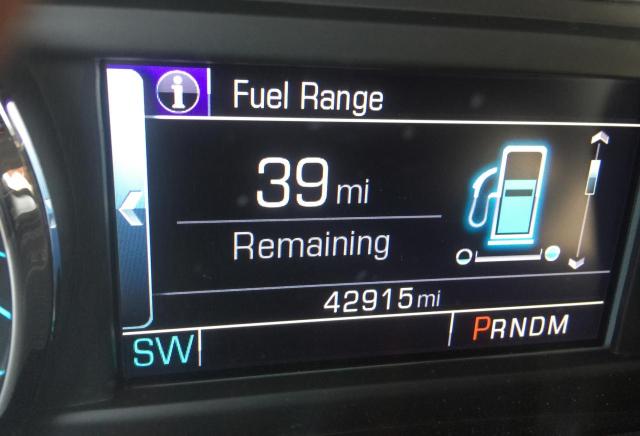 i Fuel Range
39 mi
Remaining
42915 mi
SW PRNDM